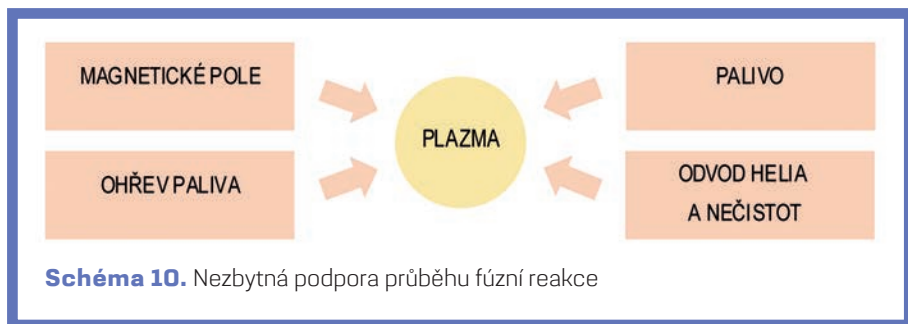 MAGNETICKÉ POLE
PALIVO
PLAZMA
OHŘEV PALIVA
ODVOD HELIA
A NEČISTOT
Schéma 10. Nezbytná podpora průběhu fúzní reakce